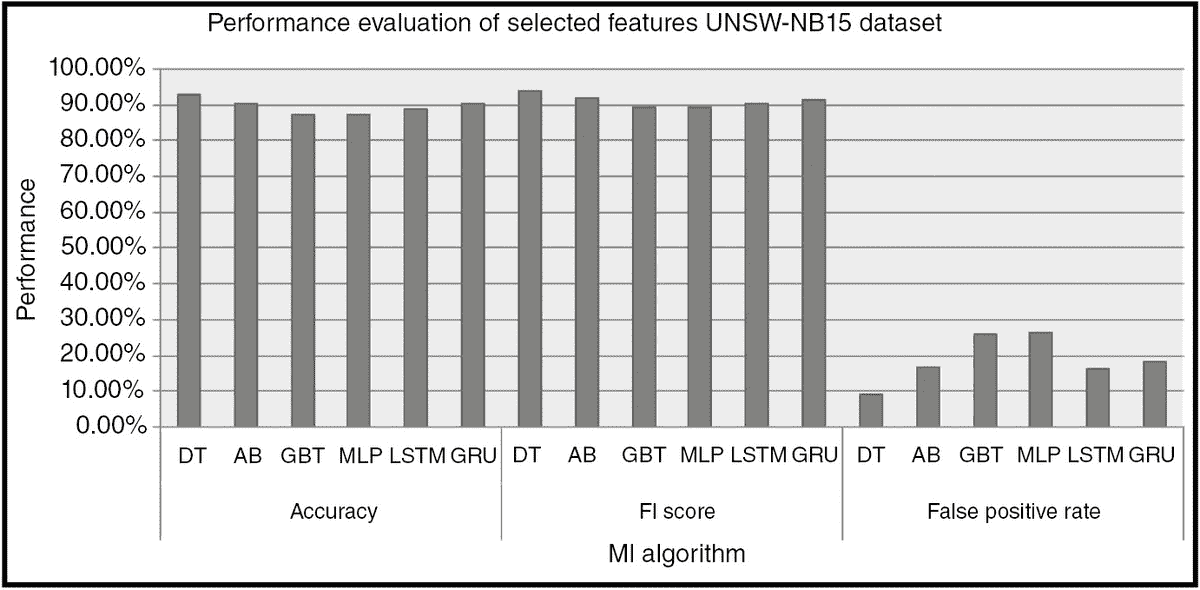 Performance evaluation of selected features UNSW-NB15 dataset
100.00%
90.00%
80.00%
70.00%
60.00%
50.00%
40.00%
30.00%
20.00%
10.00%
0.00%
Performance
DT AB GBT MLP LSTM GRU DT AB GBT MLP LSTM GRU DT AB GBT MLP LSTM GRU
Accuracy FI score False positive rate
MI algorithm